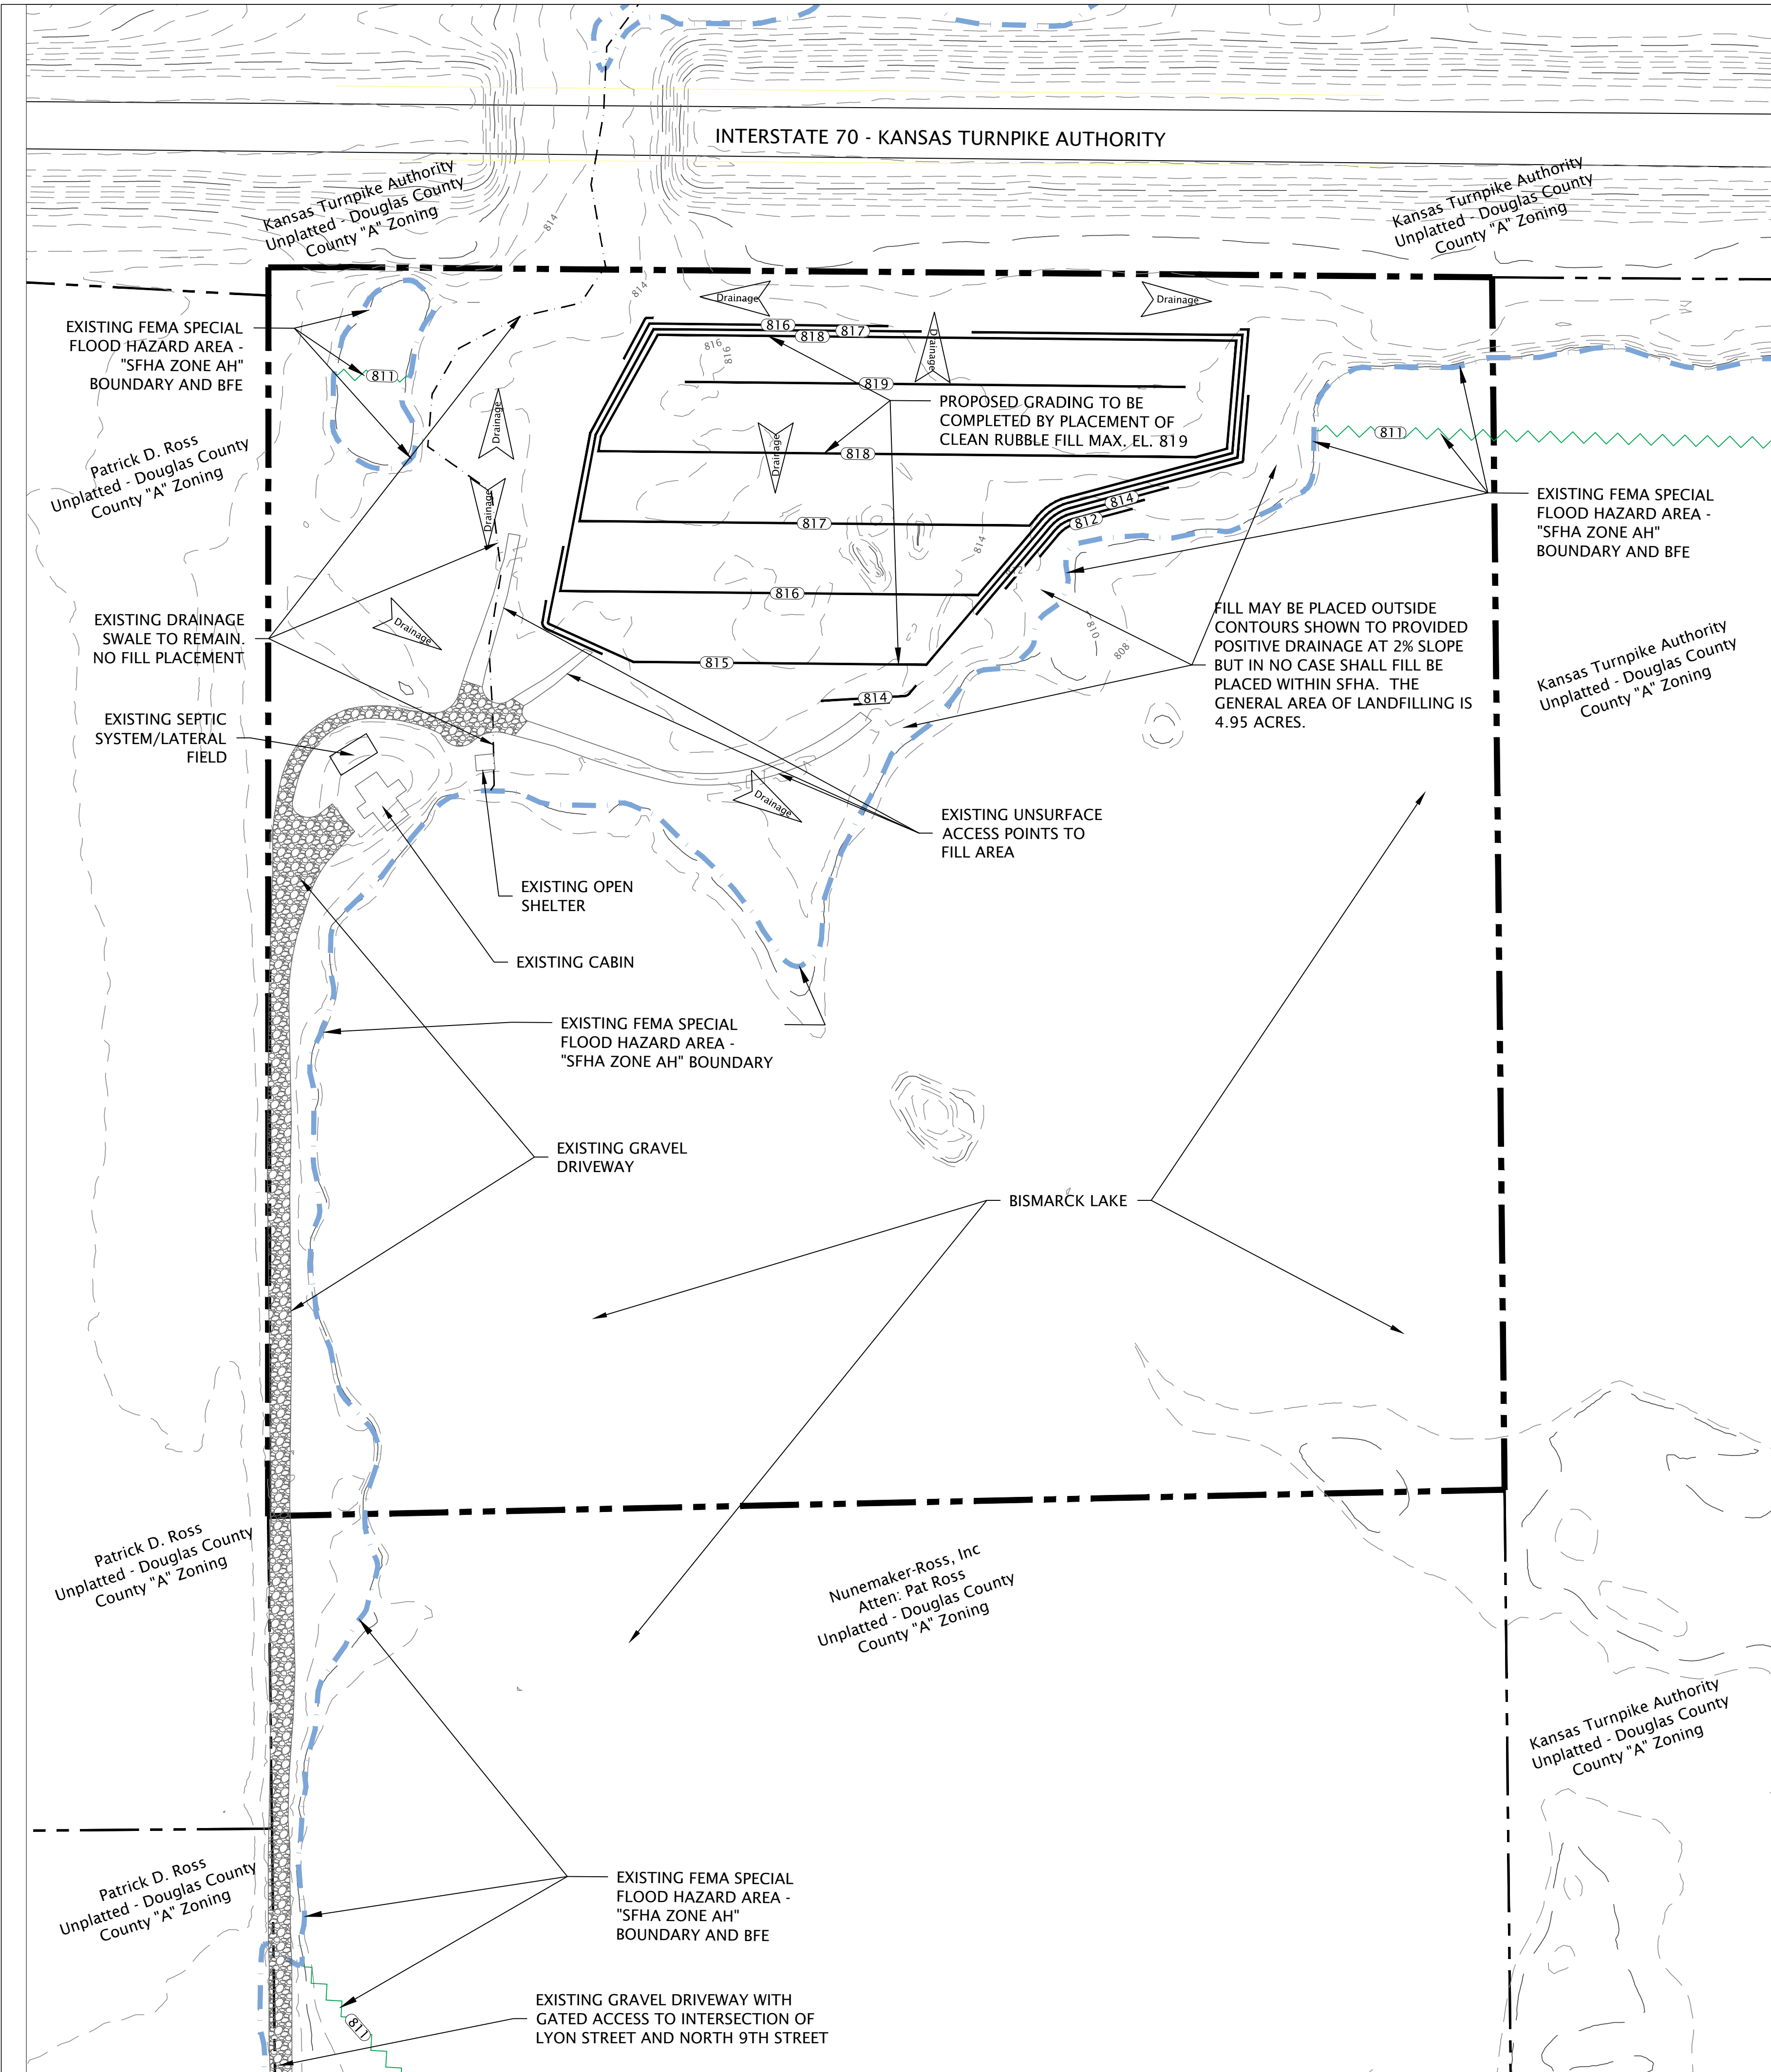 INTERSTATE 70 - KANSAS TURNPIKE AUTHORITY
Kansas Turnpike Authority
Unplatted - Douglas County
County "A" Zoning
Kansas Turnpike Authority
Unplatted - Douglas County
County "A" Zoning
814
814
Drainage
Drainage
EXISTING FEMA SPECIAL
FLOOD HAZARD AREA -
"SFHA ZONE AH"
BOUNDARY AND BFE
811
816
817
818
816
816
Drainage
819
PROPOSED GRADING TO BE
COMPLETED BY PLACEMENT OF
CLEAN RUBBLE FILL MAX. EL. 819
Drainage
Drainage
818
811
Patrick D. Ross
Unplatted - Douglas County
County "A" Zoning
Drainage
814
812
817
814
EXISTING FEMA SPECIAL
FLOOD HAZARD AREA -
"SFHA ZONE AH"
BOUNDARY AND BFE
816
812
EXISTING DRAINAGE
SWALE TO REMAIN.
NO FILL PLACEMENT
Drainage
810
808
FILL MAY BE PLACED OUTSIDE
CONTOURS SHOWN TO PROVIDED
POSITIVE DRAINAGE AT 2% SLOPE
BUT IN NO CASE SHALL FILL BE
PLACED WITHIN SFHA. THE
GENERAL AREA OF LANDFILLING IS
4.95 ACRES.
Kansas Turnpike Authority
Unplatted - Douglas County
County "A" Zoning
815
814
EXISTING SEPTIC
SYSTEM/LATERAL
FIELD
Drainage
EXISTING UNSURFACE
ACCESS POINTS TO
FILL AREA
EXISTING OPEN
SHELTER
EXISTING CABIN
EXISTING FEMA SPECIAL
FLOOD HAZARD AREA -
"SFHA ZONE AH" BOUNDARY
EXISTING GRAVEL
DRIVEWAY
BISMARCK LAKE
Patrick D. Ross
Unplatted - Douglas County
County "A" Zoning
Nunemaker-Ross, Inc
Atten: Pat Ross
Unplatted - Douglas County
County "A" Zoning
Kansas Turnpike Authority
Unplatted - Douglas County
County "A" Zoning
Patrick D. Ross
Unplatted - Douglas County
County "A" Zoning
EXISTING FEMA SPECIAL
FLOOD HAZARD AREA -
"SFHA ZONE AH"
BOUNDARY AND BFE
EXISTING GRAVEL DRIVEWAY WITH
GATED ACCESS TO INTERSECTION OF
LYON STREET AND NORTH 9TH STREET
811